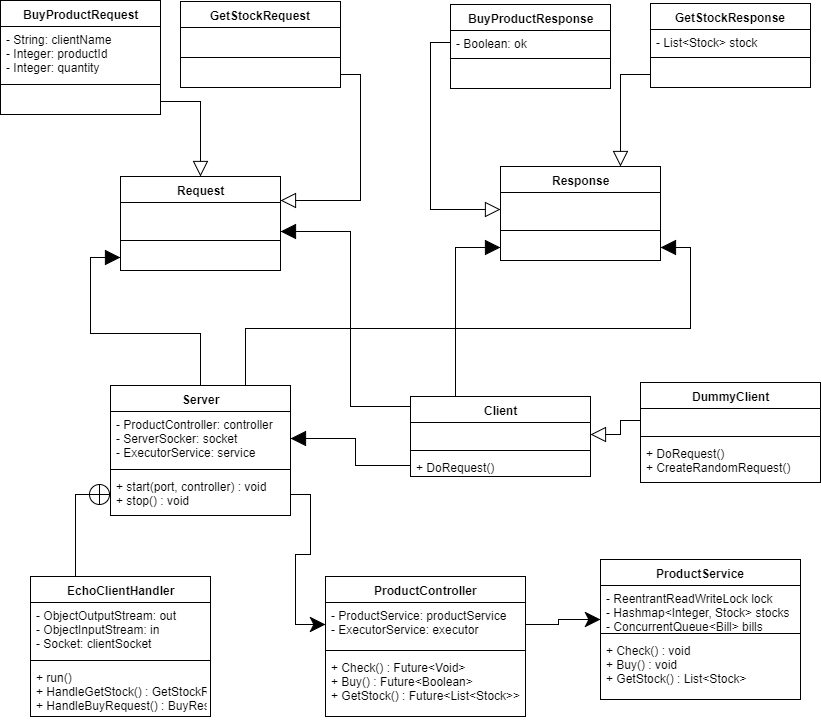 BuyProductRequest
- String: clientName
- Integer: productId
- Integer: quantity
GetStockRequest
BuyProductResponse
- Boolean: ok
GetStockResponse
- List<Stock> stock
Request
Response
Server
- ProductController: controller
- ServerSocker: socket
- ExecutorService: service
+ start(port, controller) : void
+ stop() : void
Client
+ DoRequest()
DummyClient
+ DoRequest()
+ CreateRandomRequest()
EchoClientHandler
- ObjectOutputStream: out
- ObjectInputStream: in
- Socket: clientSocket
+ run()
+ HandleGetStock() : GetStockR
+ HandleBuyRequest() : BuyRes
ProductController
- ProductService: productService
- ExecutorService: executor
+ Check() : Future<Void>
+ Buy() : Future<Boolean>
+ GetStock() : Future<List<Stock>>
ProductService
- ReentrantReadWriteLock lock
- Hashmap<Integer, Stock> stocks
- ConcurrentQueue<Bill> bills
+ Check() : void
+ Buy() : void
+ GetStock() : List<Stock>